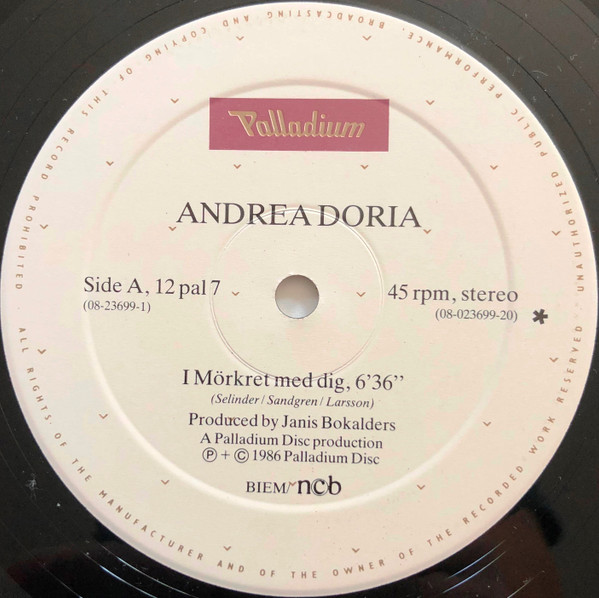 Palladium
ANDREA DORIA
Side A, 12 pal 7
(08-23699-1)
45 rpm, stereo
(08-023699-20)
*
I Mörkret med dig, 6'36"
(Selinder/Sandgren/Larsson)
Produced by Janis Bokalders
A Palladium Disc production
Ⓟ + © 1986 Palladium Disc
BIEM/ncb
ALL RIGHTS OF THE MANUFACTURER AND OF THE OWNER OF THE RECORDED WORK RESERVED · UNAUTHORIZED PUBLIC PERFORMANCE, BROADCASTING AND COPYING OF THIS RECORD PROHIBITED ·